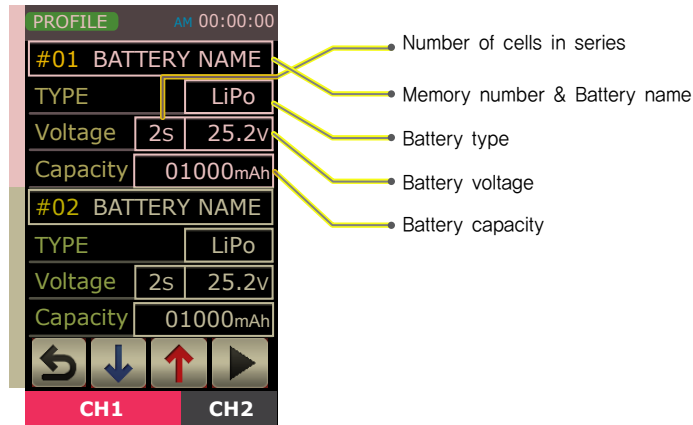 PROFILE AM 00:00:00
#01 BATTERY NAME
TYPE LiPo
Voltage 2s 25.2v
Capacity 01000mAh
#02 BATTERY NAME
TYPE LiPo
Voltage 2s 25.2v
Capacity 01000mAh
CH1 CH2
Number of cells in series
Memory number & Battery name
Battery type
Battery voltage
Battery capacity